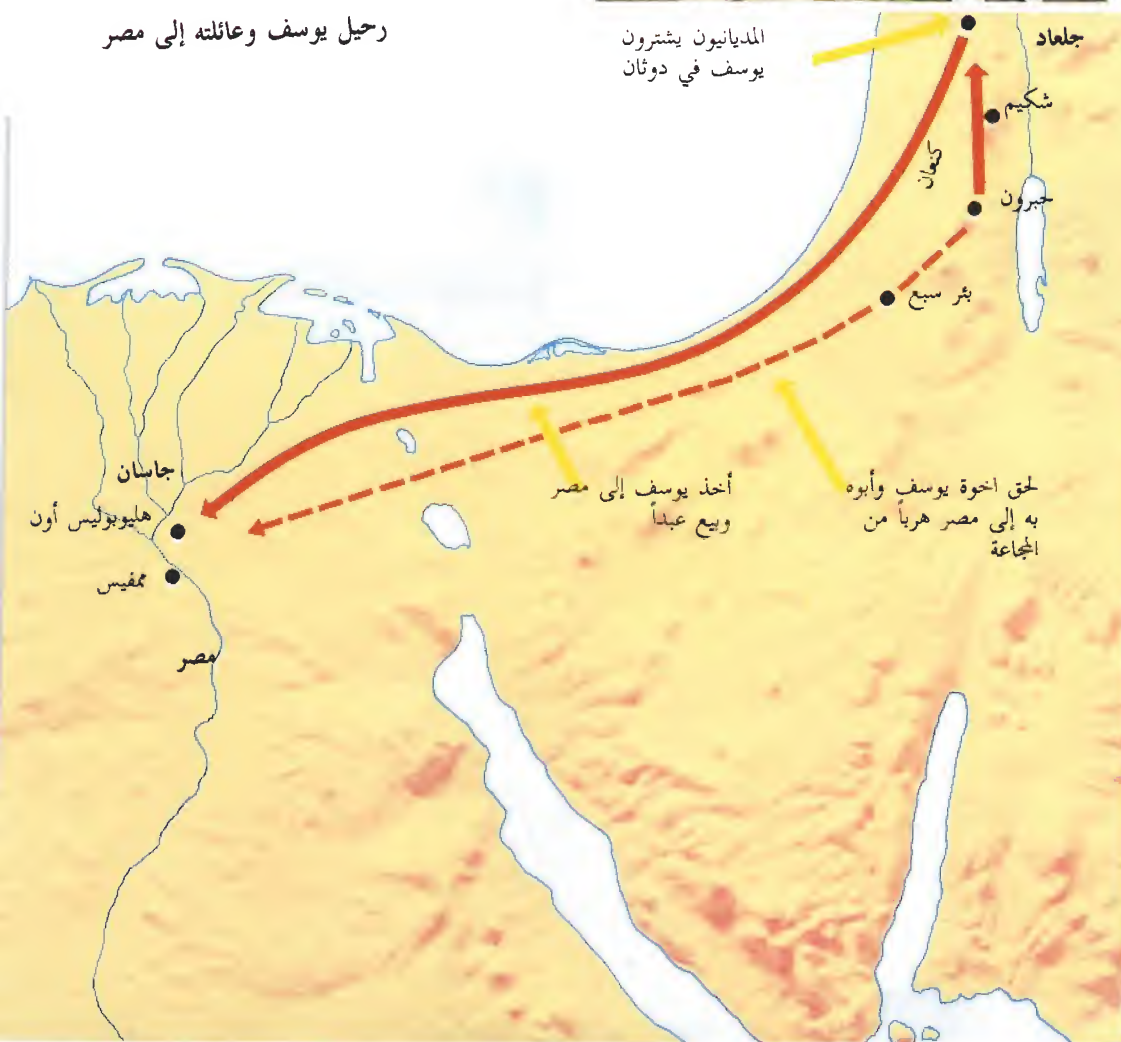 رحيل يوسف وعائلته إلى مصر
المديانيون يشترون
يوسف في دوثان
جلعاد
شكيم
كنعان
حبرون
بئر سبع
لحق اخوة يوسف وأبوه
به إلى مصر هرباً من
المجاعة
أخذ يوسف إلى مصر
وبيع عبداً
جاسان
هليوبوليس أون
ممفيس
مصر